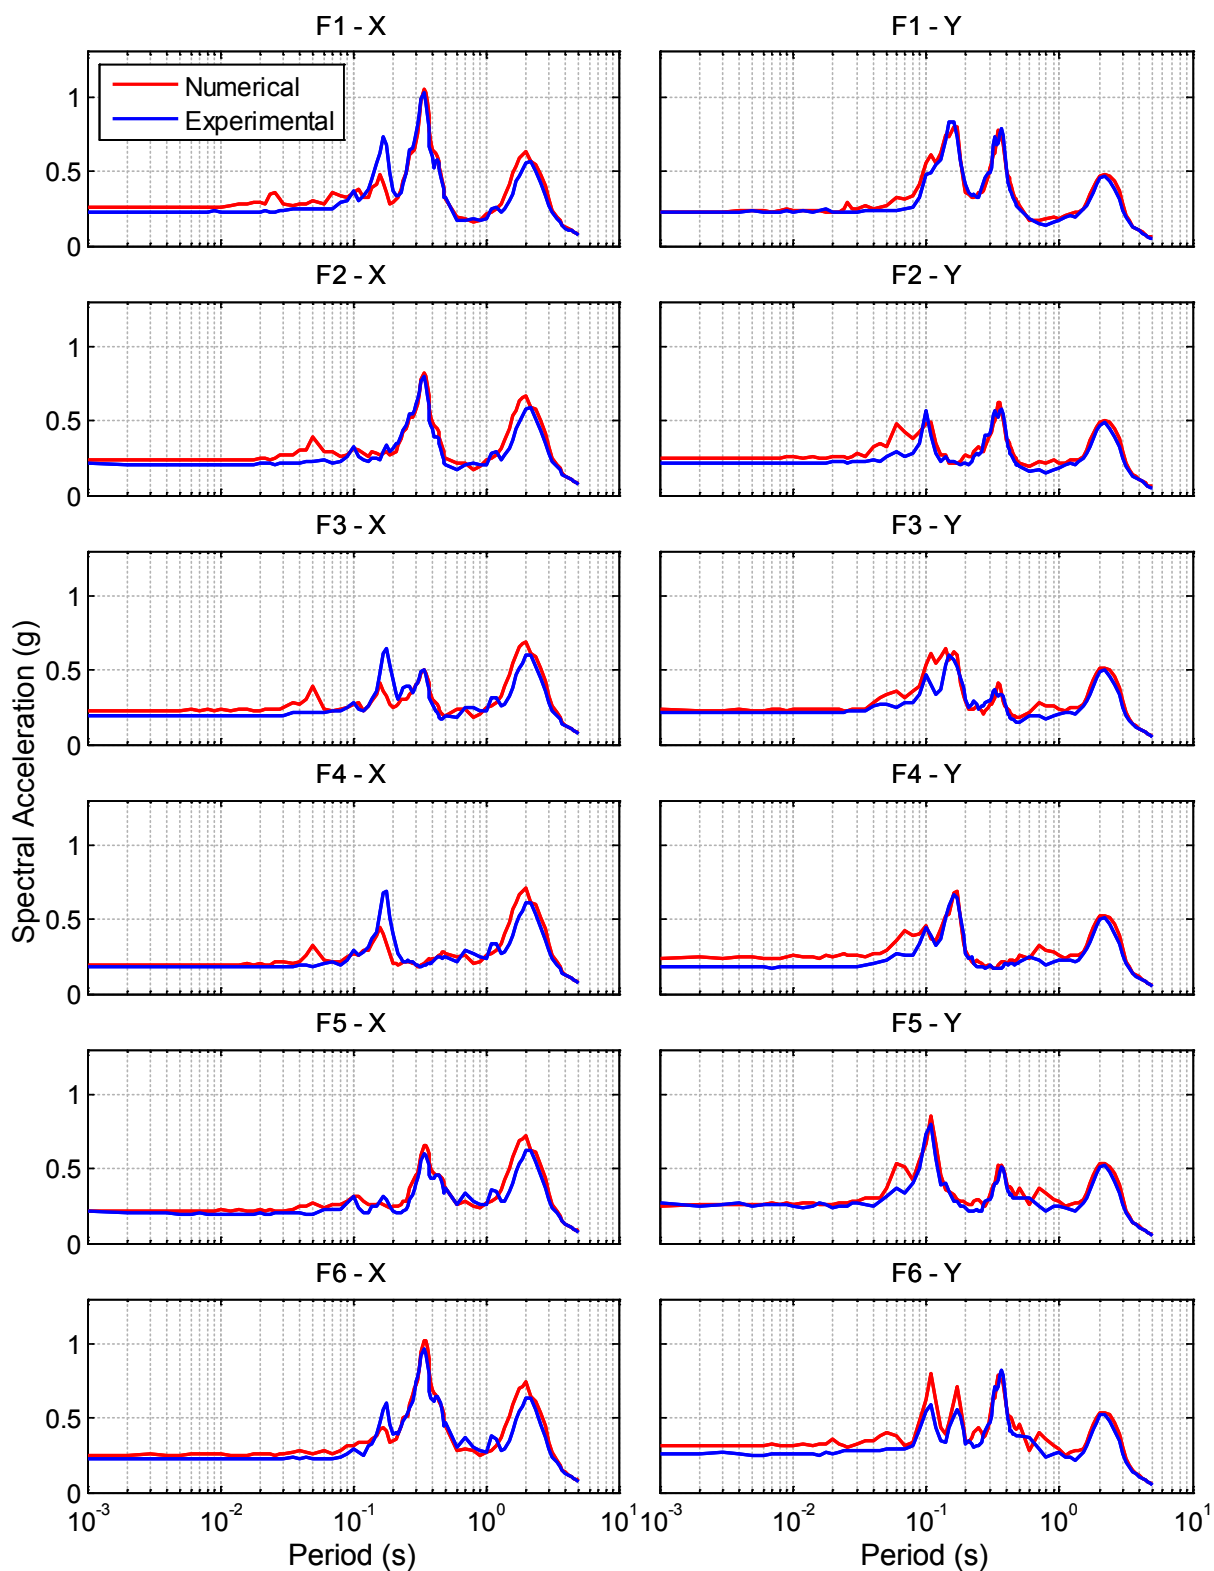 F1 - X
F1 - Y
Numerical
Experimental
1
0.5
0
F2 - X
F2 - Y
1
0.5
0
F3 - X
F3 - Y
1
0.5
0
F4 - X
F4 - Y
1
0.5
0
F5 - X
F5 - Y
1
0.5
0
F6 - X
F6 - Y
1
0.5
0
Spectral Acceleration (g)
10^-3 10^-2 10^-1 10^0 10^1
10^-3 10^-2 10^-1 10^0 10^1
Period (s)
Period (s)